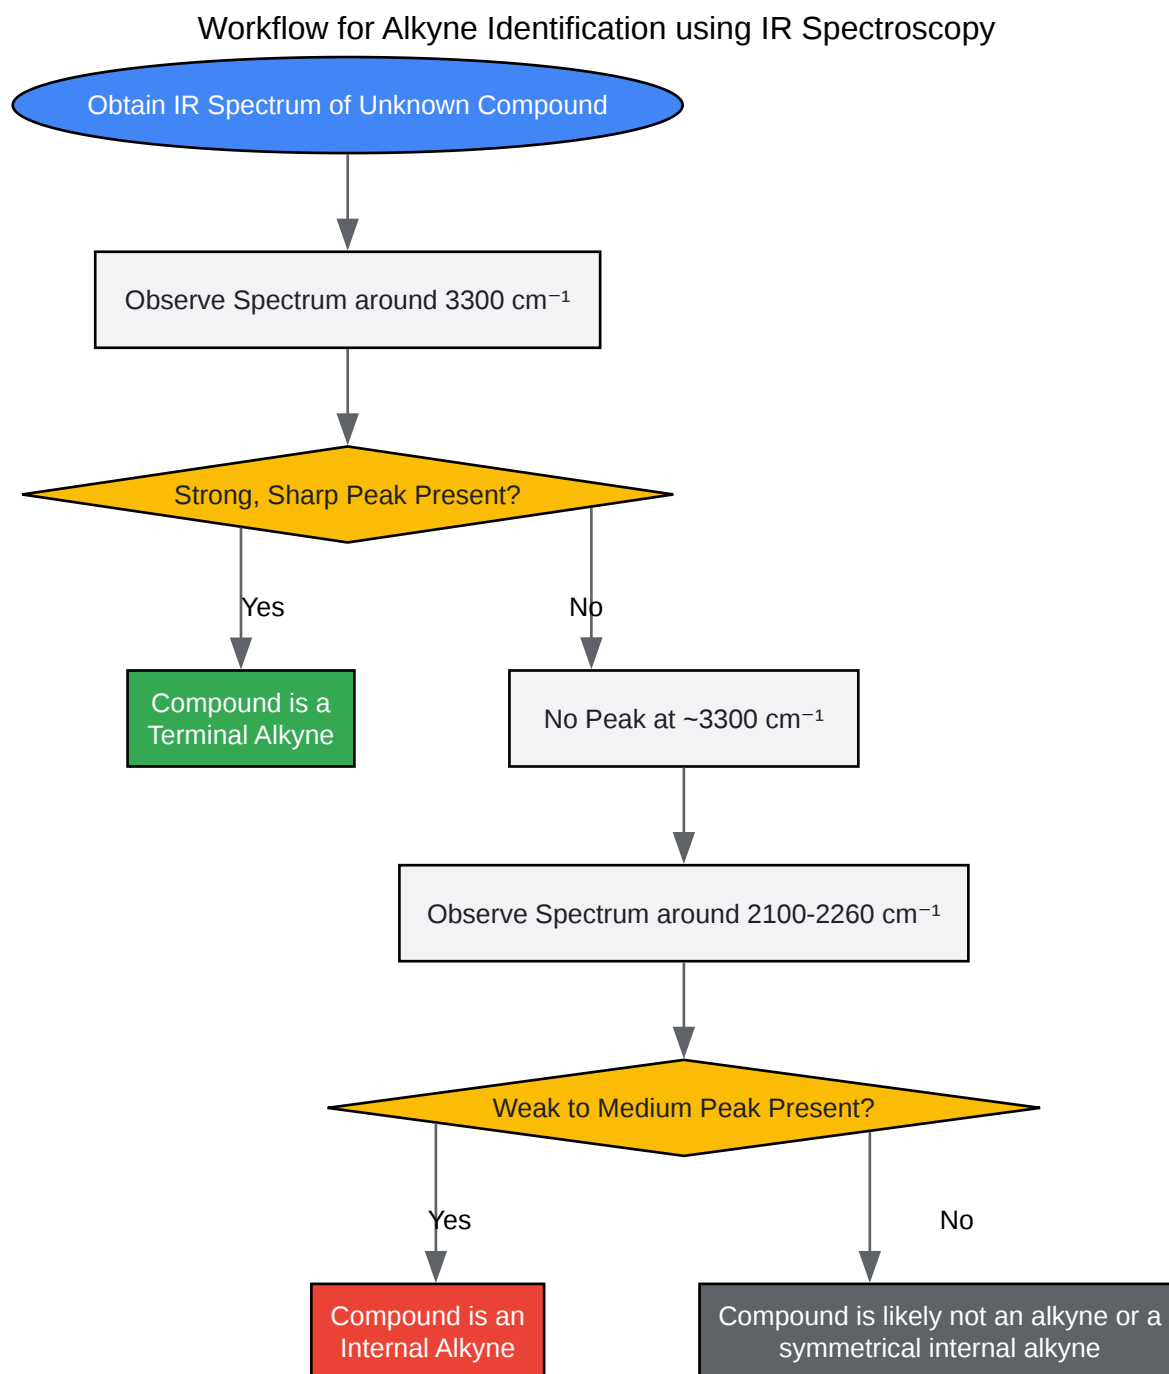 Workflow for Alkyne Identification using IR Spectroscopy
Obtain IR Spectrum of Unknown Compound
Observe Spectrum around 3300 cm⁻¹
Strong, Sharp Peak Present?
Yes
No
Compound is a
Terminal Alkyne
No Peak at ~3300 cm⁻¹
Observe Spectrum around 2100-2260 cm⁻¹
Weak to Medium Peak Present?
Yes
No
Compound is an
Internal Alkyne
Compound is likely not an alkyne or a
symmetrical internal alkyne